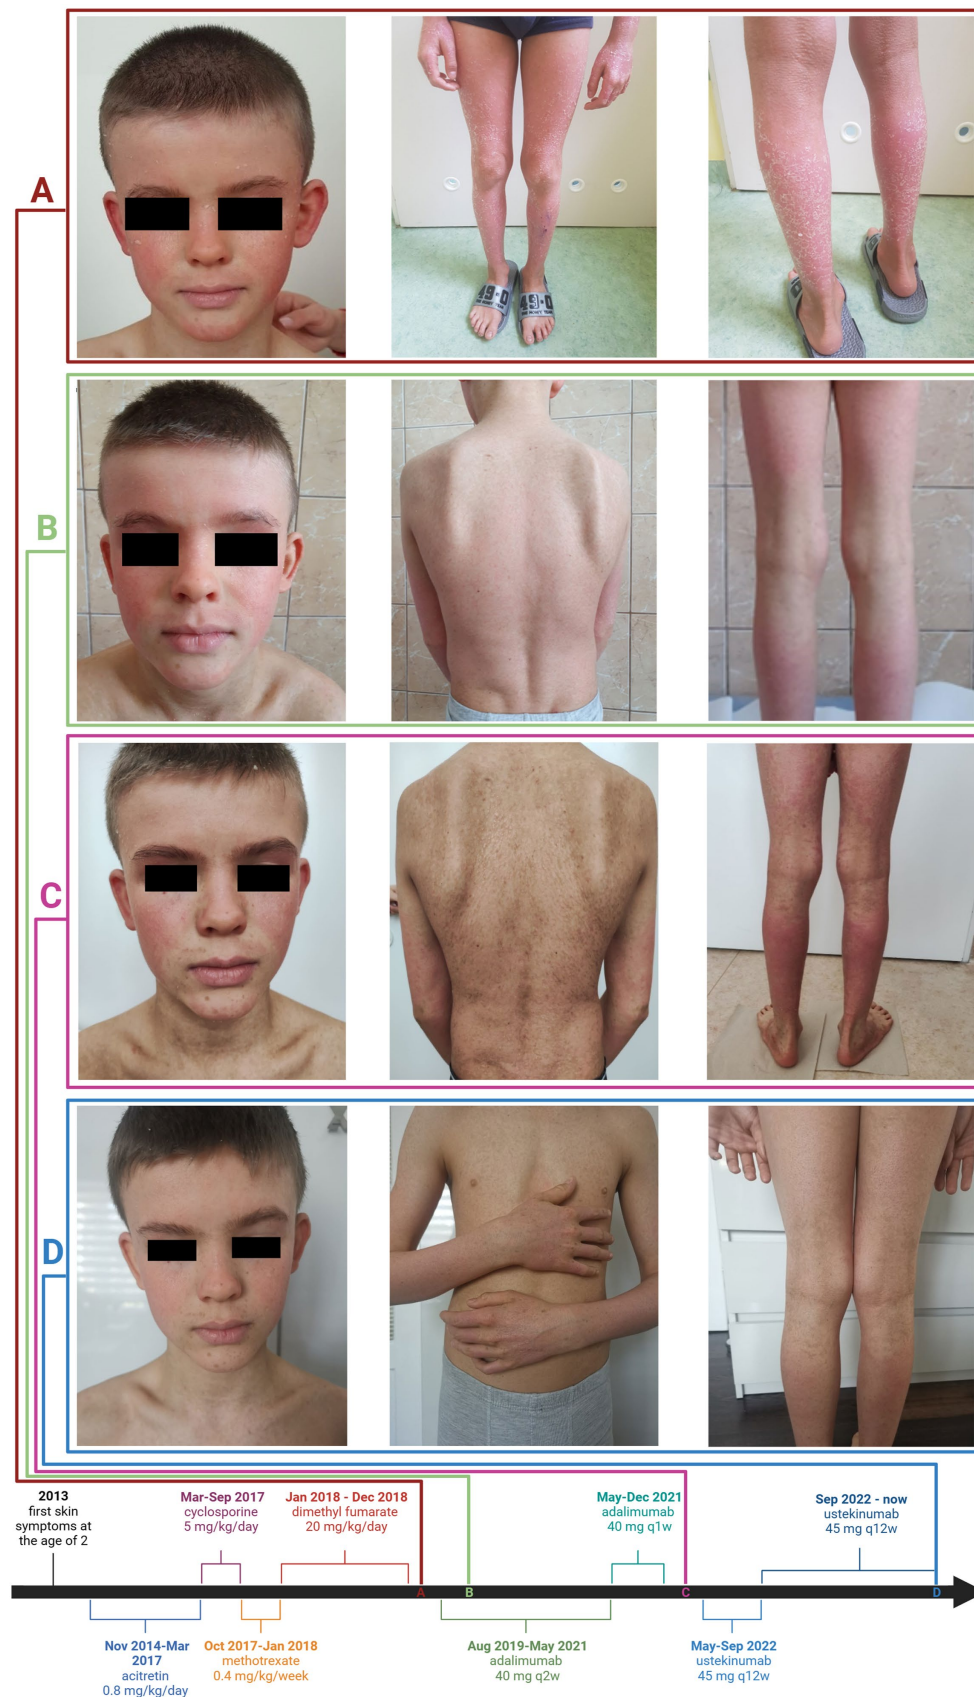 A
49·0
49·0
B
C
D
2013
first skin
symptoms at
the age of 2
Mar-Sep 2017
cyclosporine
5 mg/kg/day
Jan 2018 - Dec 2018
dimethyl fumarate
20 mg/kg/day
May-Dec 2021
adalimumab
40 mg q1w
Sep 2022 - now
ustekinumab
45 mg q12w
A
B
C
D
Nov 2014-Mar
2017
acitretin
0.8 mg/kg/day
Oct 2017-Jan 2018
methotrexate
0.4 mg/kg/week
Aug 2019-May 2021
adalimumab
40 mg q2w
May-Sep 2022
ustekinumab
45 mg q12w